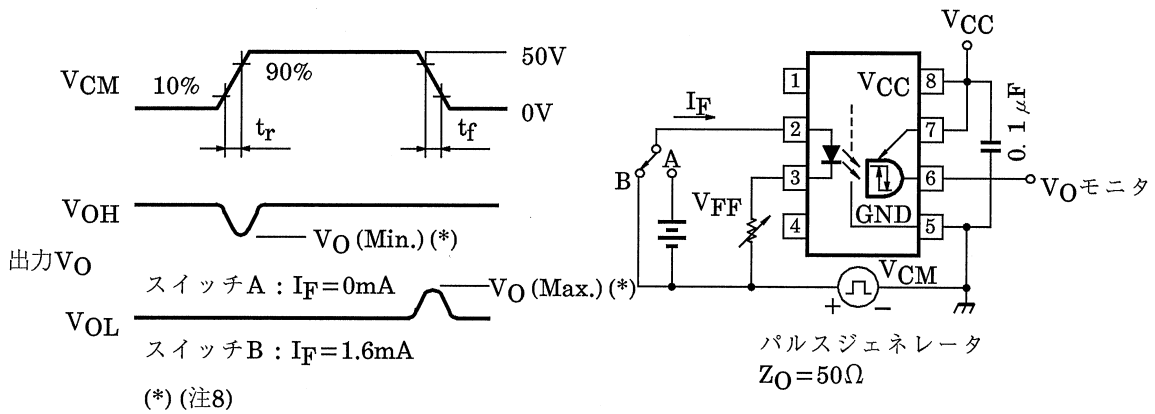 VCM
10%
90%
50V
0V
tr
tf
VOH
VO (Min.) (*)
出力VO
スイッチA : IF=0mA
VO (Max.) (*)
VOL
スイッチB : IF=1.6mA
(*) (注8)
VCC
1
VCC
8
IF
2
7
0.1μF
A
B
3
6
VOモニタ
VFF
GND
4
5
VCM
+
−
パルスジェネレータ
ZO=50Ω